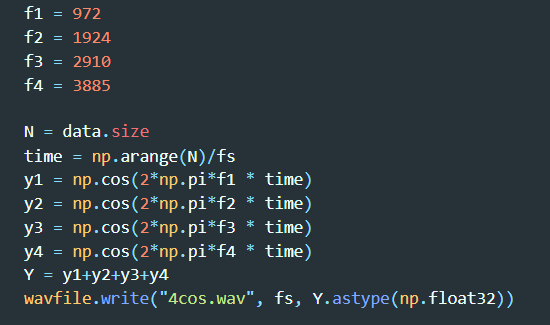 f1 = 972
f2 = 1924
f3 = 2910
f4 = 3885
N = data.size
time = np.arange(N)/fs
y1 = np.cos(2*np.pi*f1 * time)
y2 = np.cos(2*np.pi*f2 * time)
y3 = np.cos(2*np.pi*f3 * time)
y4 = np.cos(2*np.pi*f4 * time)
Y = y1+y2+y3+y4
wavfile.write("4cos.wav", fs, Y.astype(np.float32))